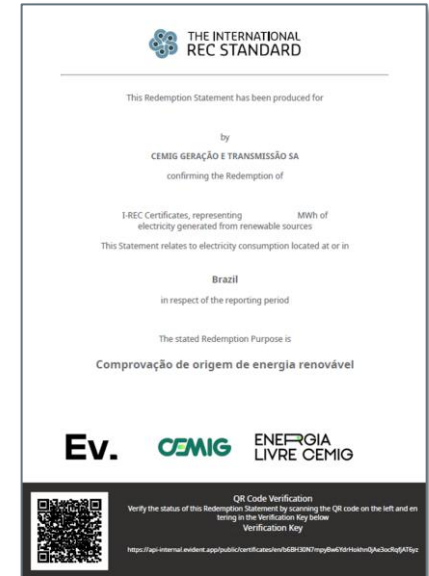 THE INTERNATIONAL
REC STANDARD
This Redemption Statement has been produced for
by
CEMIG GERAÇÃO E TRANSMISSÃO SA
confirming the Redemption of
I-REC Certificates, representing MWh of
electricity generated from renewable sources
This Statement relates to electricity consumption located at or in
Brazil
in respect of the reporting period
The stated Redemption Purpose is
Comprovação de origem de energia renovável
Ev.
CEMIG
ENERGIA
LIVRE CEMIG
QR Code Verification
Verify the status of this Redemption Statement by scanning the QR code on the left and en
tering in the Verification Key below
Verification Key